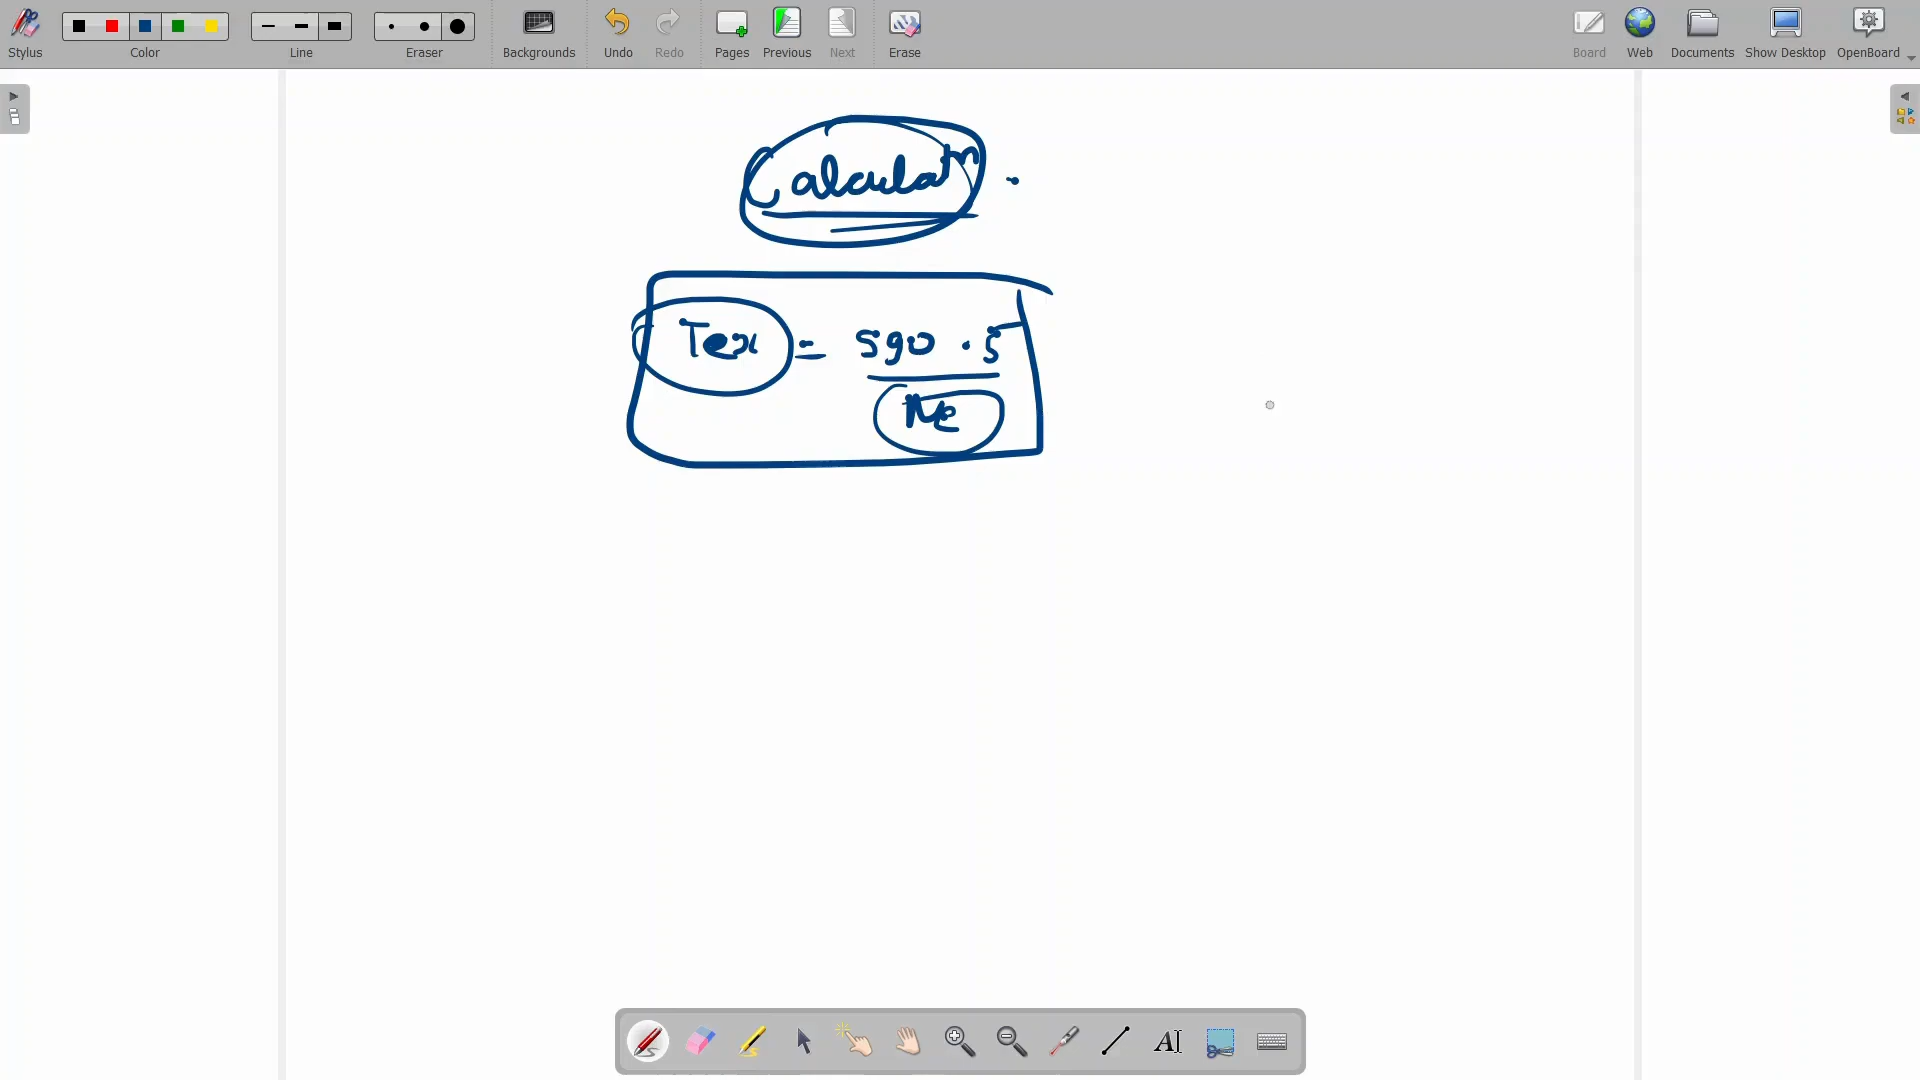 Stylus Color Line Eraser Backgrounds Undo Redo Pages Previous Next Erase Board Web Documents Show Desktop OpenBoard
Calculatn.
Tex = 590.5
Ne